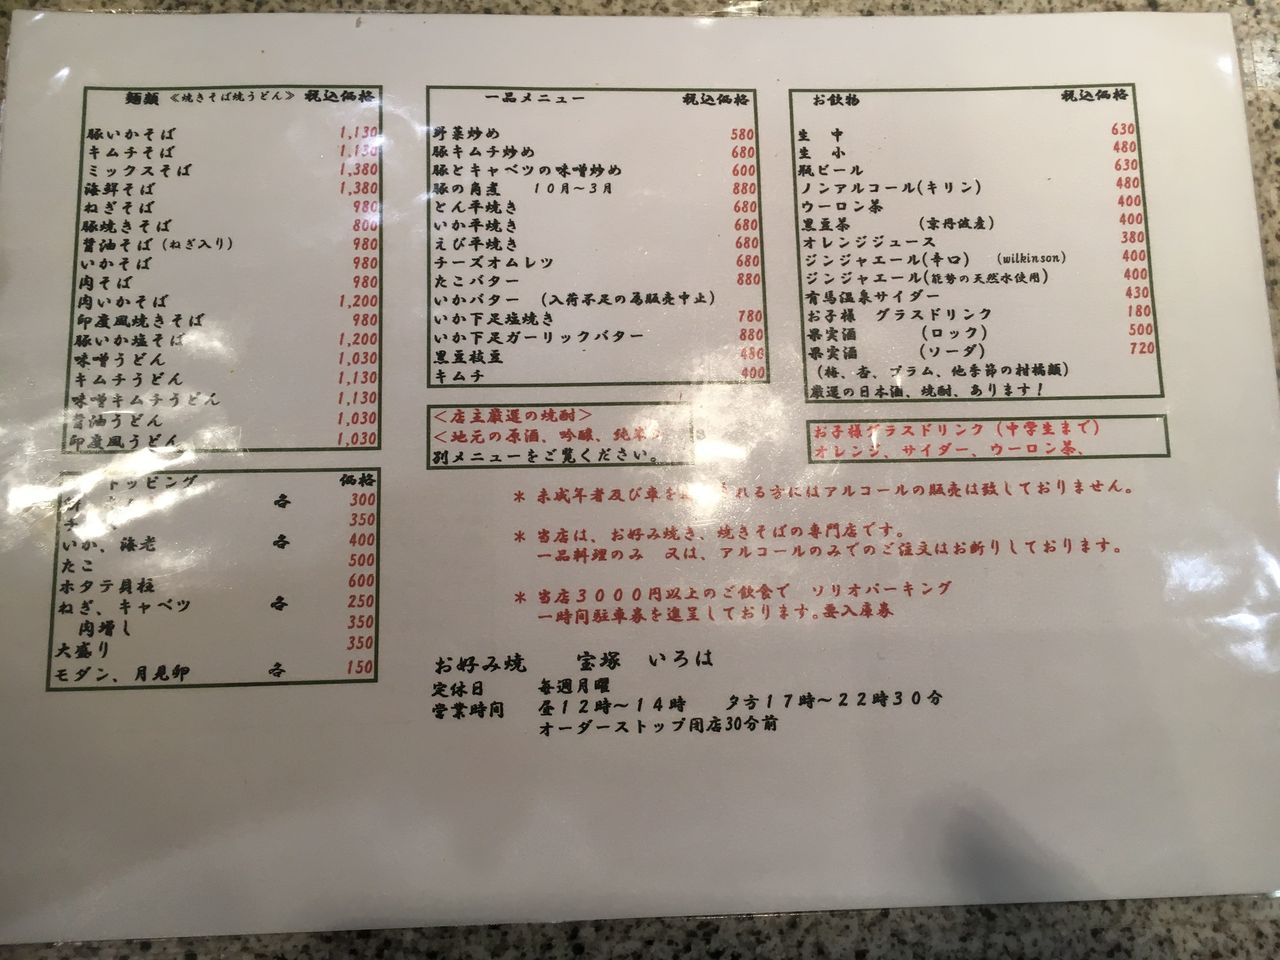 麺類 ≪焼きそば焼うどん≫ 税込価格
豚いかそば 1,130
キムチそば 1,130
ミックスそば 1,380
海鮮そば 1,380
ねぎそば 980
豚焼きそば 800
醤油そば (ねぎ入り) 980
いかそば 980
肉そば 980
肉いかそば 1,200
印度風焼きそば 980
豚いか塩そば 1,200
味噌うどん 1,030
キムチうどん 1,130
味噌キムチうどん 1,130
醤油うどん 1,030
印度風うどん 1,030
トッピング 価格
各 300
350
いか、海老 各 400
たこ 500
ホタテ貝柱 600
ねぎ、キャベツ 各 250
肉増し 350
大盛り 350
モダン、月見卵 各 150
一品メニュー 税込価格
野菜炒め 580
豚キムチ炒め 680
豚とキャベツの味噌炒め 600
豚の角煮 10月～3月 880
とん平焼き 680
いか平焼き 680
えび平焼き 680
チーズオムレツ 680
たこバター 880
いかバター (入荷不足の為販売中止)
いか下足塩焼き 780
いか下足ガーリックバター 880
黒豆枝豆 480
キムチ 400
＜店主厳選の焼酎＞
＜地元の原酒、吟醸、純米
別メニューをご覧ください。
お飲物 税込価格
生 中 630
生 小 480
瓶ビール 630
ノンアルコール(キリン) 480
ウーロン茶 400
黒豆茶 (京丹波産) 400
オレンジジュース 380
ジンジャエール(辛口) (wilkinson) 400
ジンジャエール(能勢の天然水使用) 400
有馬温泉サイダー 430
お子様 グラスドリンク 180
果実酒 (ロック) 500
果実酒 (ソーダ) 720
(梅、杏、プラム、他季節の柑橘類)
厳選の日本酒、焼酎、あります！
お子様グラスドリンク (中学生まで)
オレンジ、サイダー、ウーロン茶、
＊ 未成年者及び車を れる方にはアルコールの販売は致しておりません。
＊ 当店は、お好み焼き、焼きそばの専門店です。
一品料理のみ 又は、アルコールのみでのご注文はお断りしております。
＊ 当店3000円以上のご飲食で ソリオパーキング
一時間駐車券を進呈しております。要入庫券
お好み焼 宝塚 いろは
定休日 毎週月曜
営業時間 昼12時～14時 夕方17時～22時30分
オーダーストップ閉店30分前